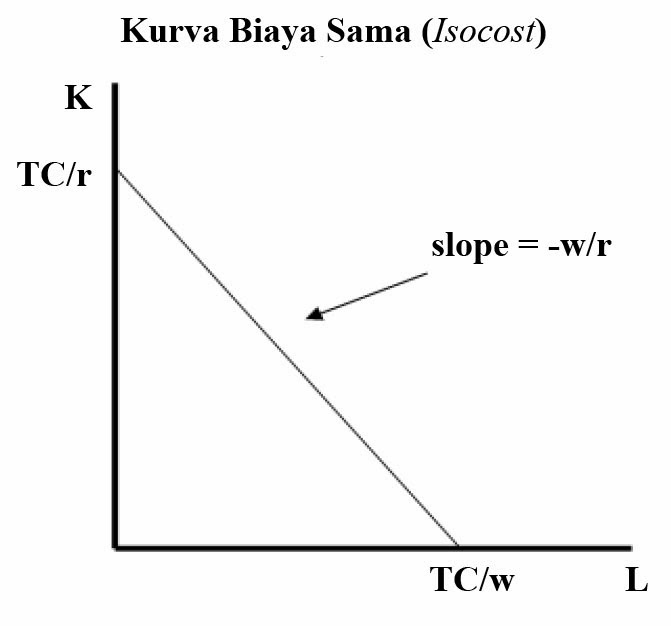 Kurva Biaya Sama (Isocost)
K
TC/r
slope = -w/r
TC/w
L